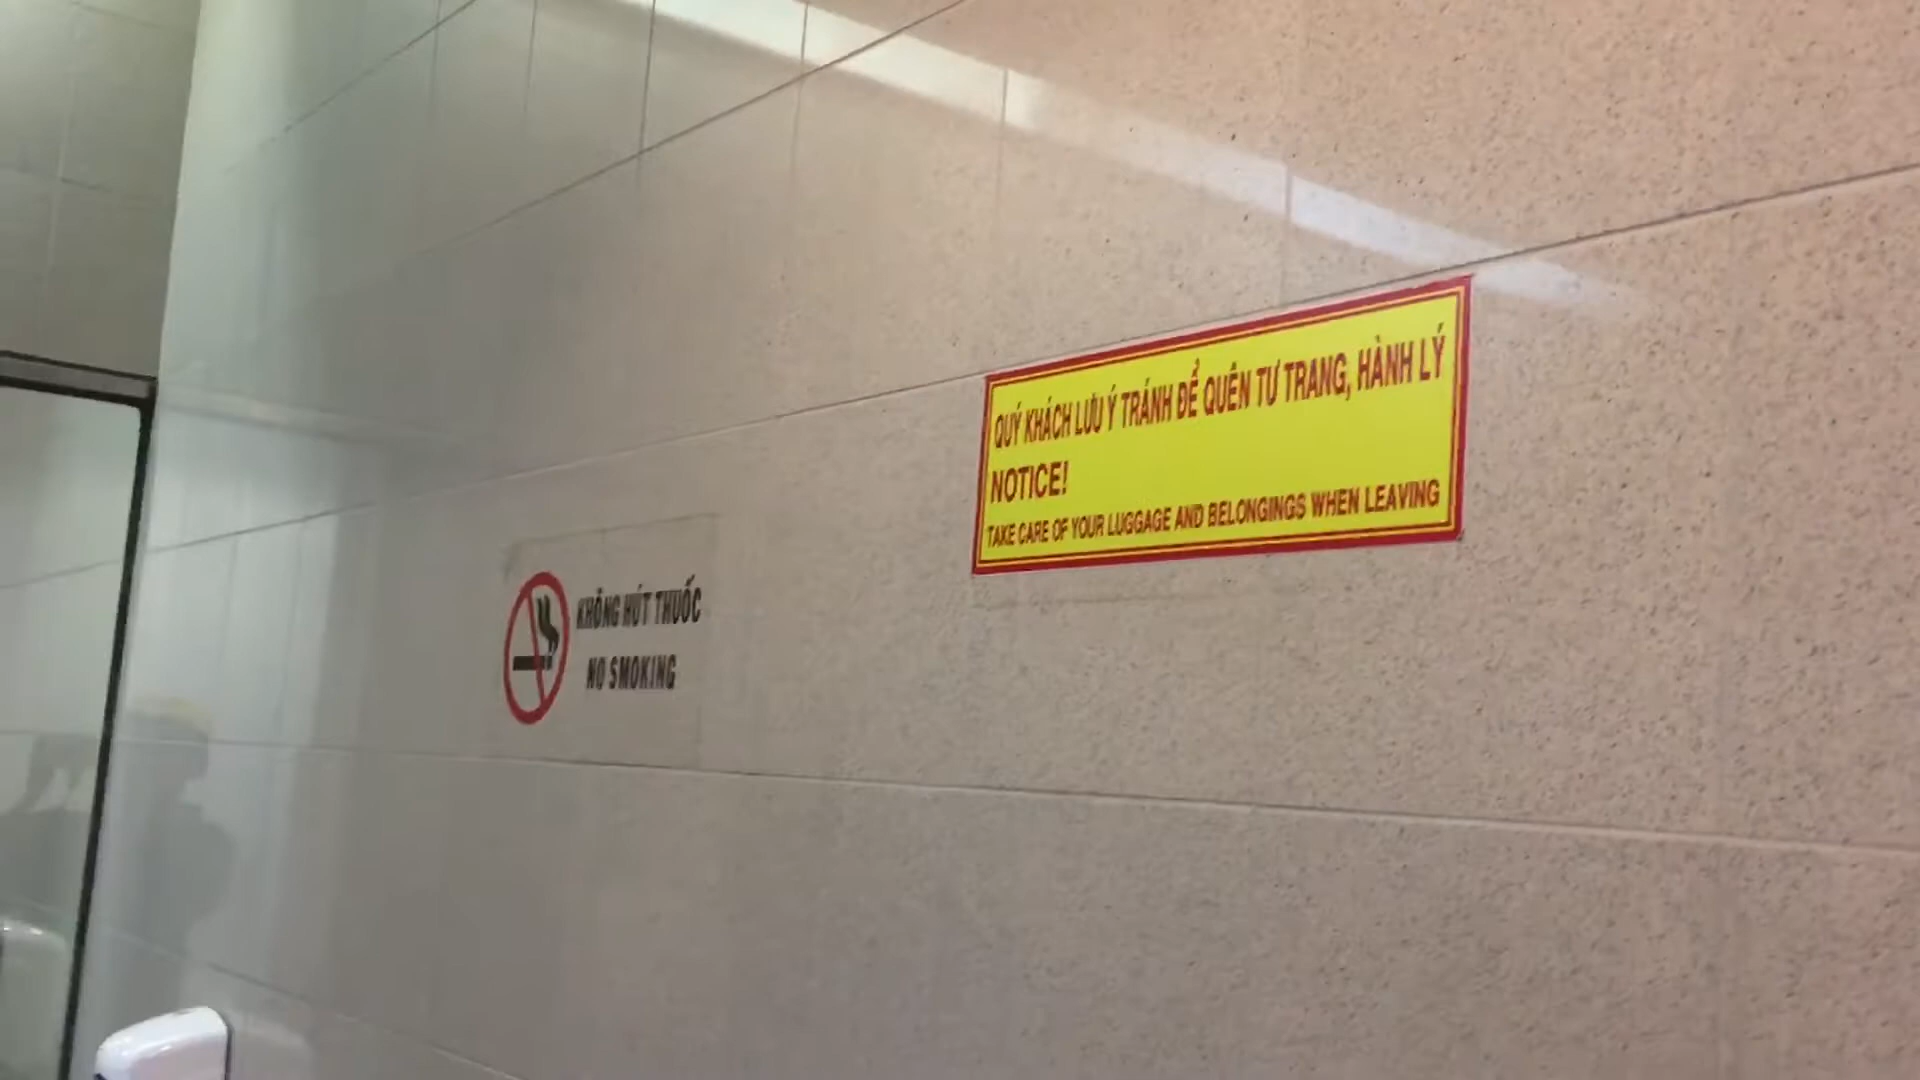 QUÝ KHÁCH LƯU Ý TRÁNH ĐỂ QUÊN TƯ TRANG, HÀNH LÝ
NOTICE!
TAKE CARE OF YOUR LUGGAGE AND BELONGINGS WHEN LEAVING
KHÔNG HÚT THUỐC
NO SMOKING